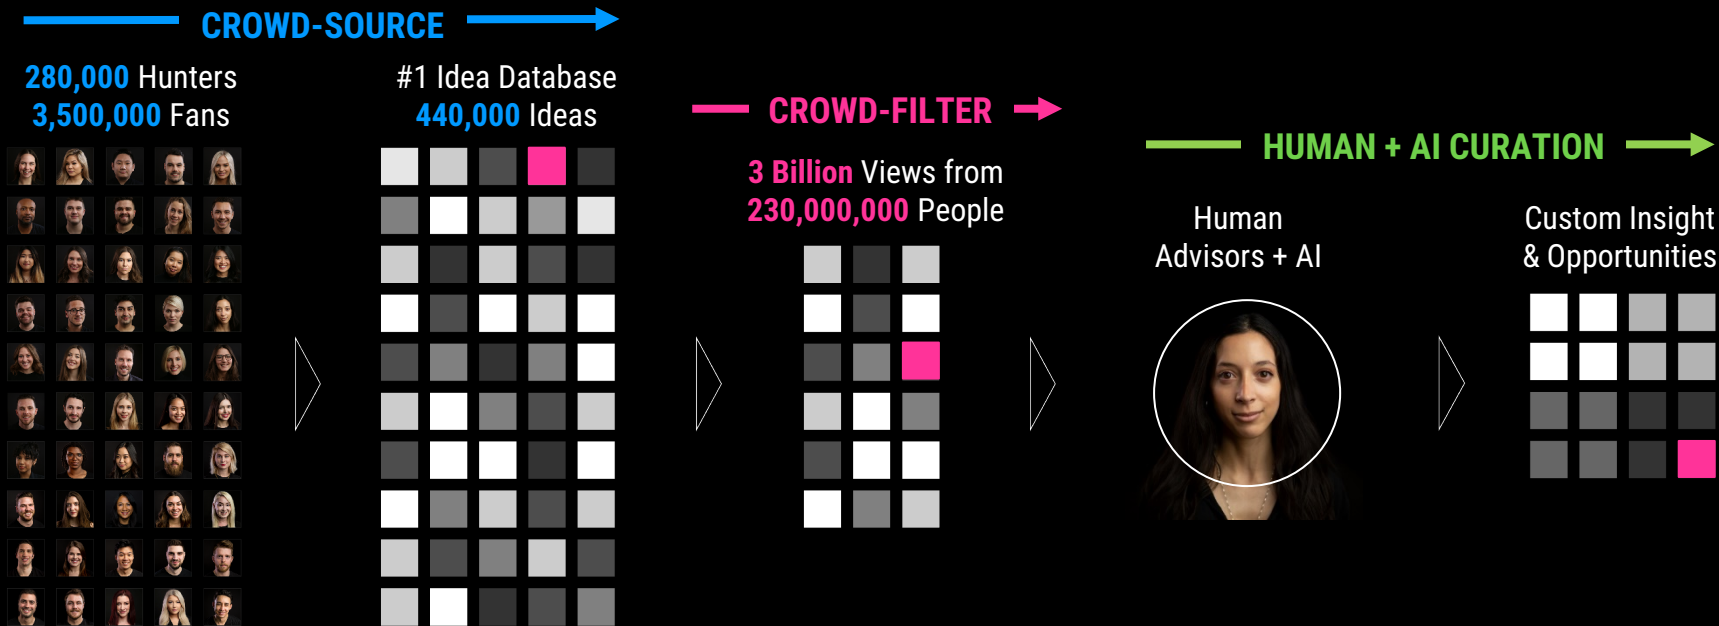 CROWD-SOURCE
280,000 Hunters
3,500,000 Fans
#1 Idea Database
440,000 Ideas
CROWD-FILTER
3 Billion Views from
230,000,000 People
HUMAN + AI CURATION
Human
Advisors + AI
Custom Insight
& Opportunities